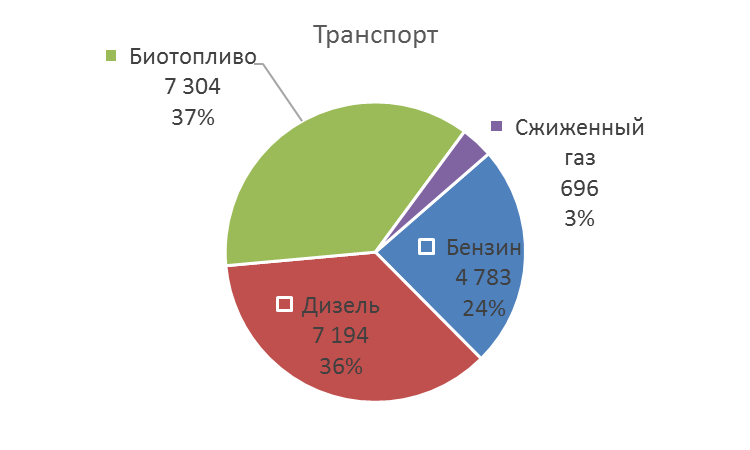 Транспорт
Биотопливо
7 304
37%
Сжиженный
газ
696
3%
Бензин
4 783
24%
Дизель
7 194
36%